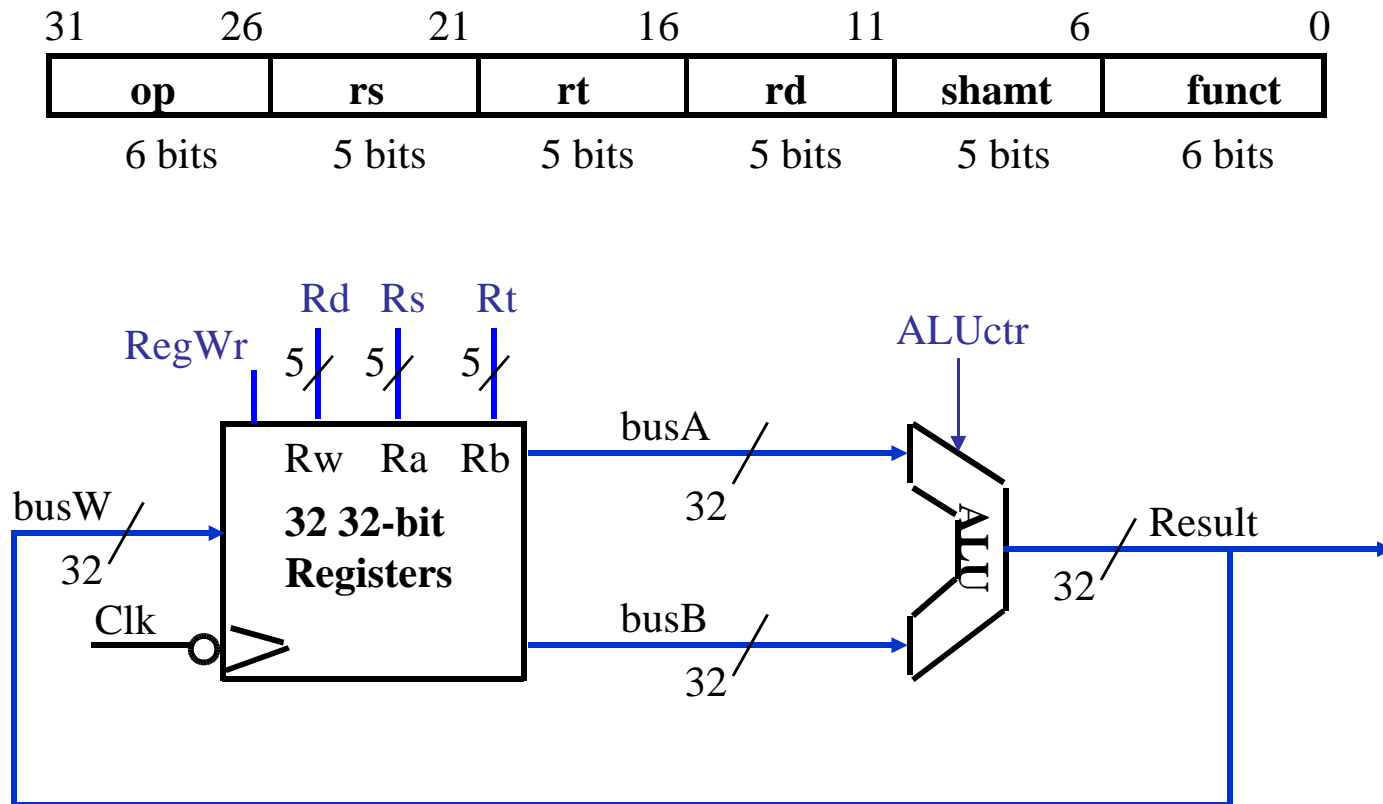 31 26 21 16 11 6 0
op rs rt rd shamt funct
6 bits 5 bits 5 bits 5 bits 5 bits 6 bits
Rd Rs Rt
RegWr
ALUctr
5 5 5
busA
Rw Ra Rb
32
busW
32 32-bit
Registers
32
ALU
Result
32
Clk
busB
32